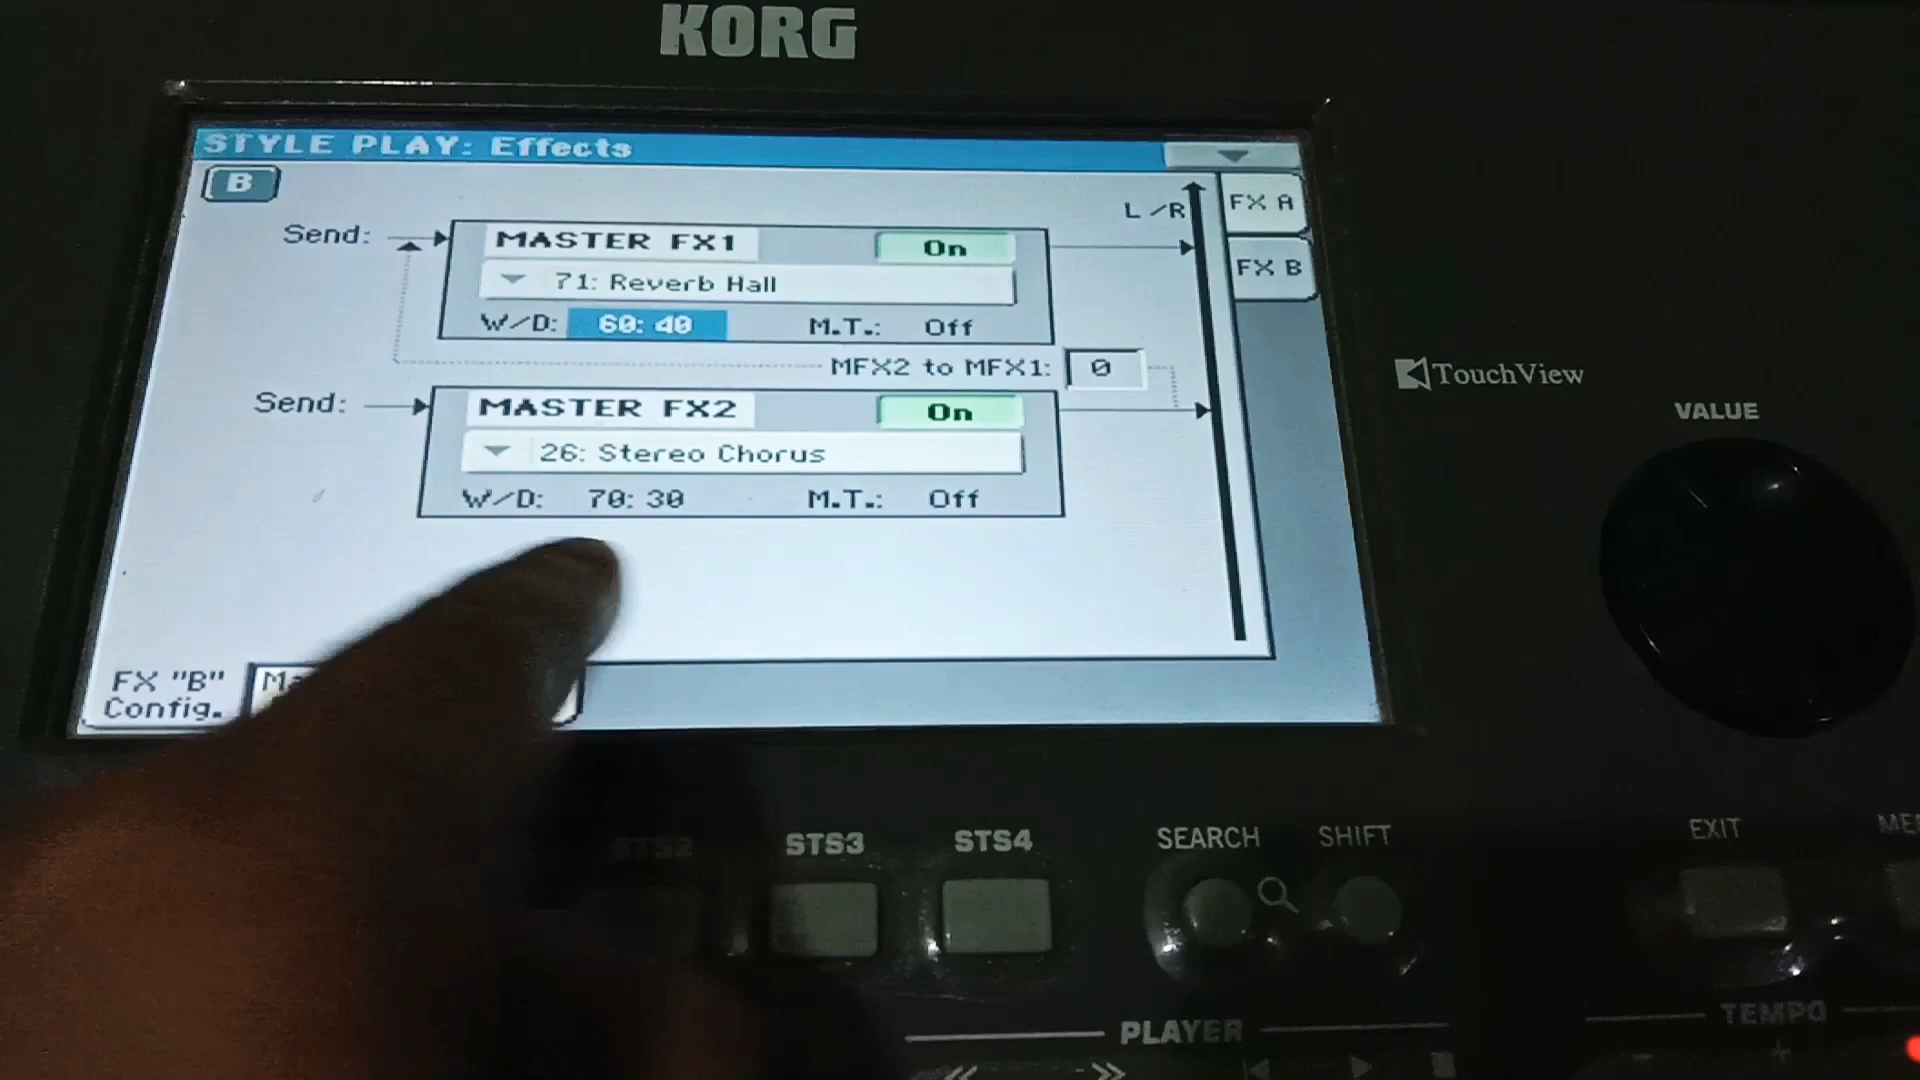 KORG
STYLE PLAY: Effects
B
L/R
FX A
Send:
MASTER FX1
On
71: Reverb Hall
FX B
W/D: 60:40
M.T.: Off
MFX2 to MFX1: 0
Send:
MASTER FX2
On
26: Stereo Chorus
W/D: 70:30
M.T.: Off
FX "B"
Config.
TouchView
VALUE
STS2
STS3
STS4
SEARCH
SHIFT
EXIT
PLAYER
TEMPO
- +